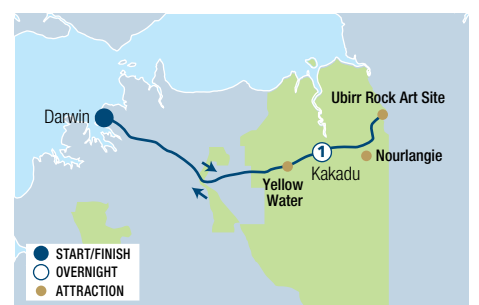 Ubirr Rock Art Site
Darwin
1
Nourlangie
Kakadu
Yellow
Water
START/FINISH
OVERNIGHT
ATTRACTION